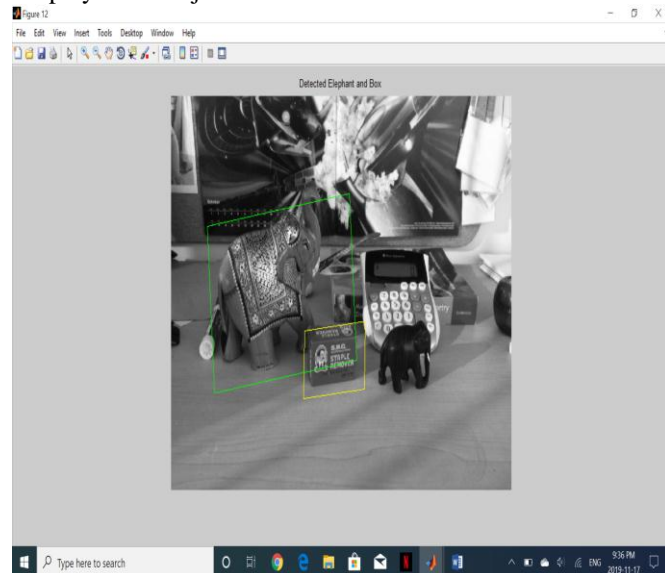 Figure 12
File Edit View Insert Tools Desktop Window Help
Detected Elephant and Box
S.R.G.
STAPLE
REMOVER
Type here to search
ENG
9:36 PM
2019-11-17